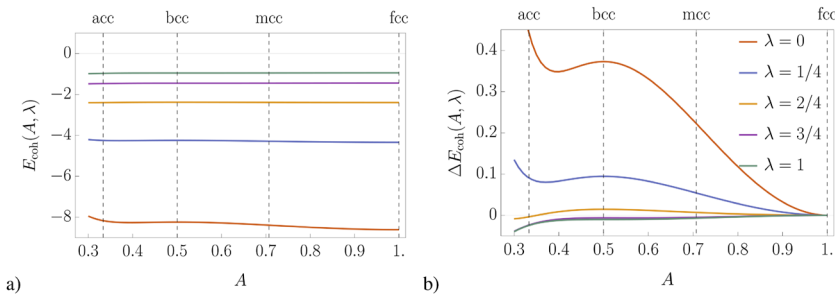 acc bcc mcc fcc
0
−2
−4
−6
−8
E_coh(A, λ)
0.3 0.4 0.5 0.6 0.7 0.8 0.9 1.
A
a)
acc bcc mcc fcc
0.4
0.3
0.2
0.1
0
ΔE_coh(A, λ)
λ = 0
λ = 1/4
λ = 2/4
λ = 3/4
λ = 1
0.3 0.4 0.5 0.6 0.7 0.8 0.9 1.
A
b)